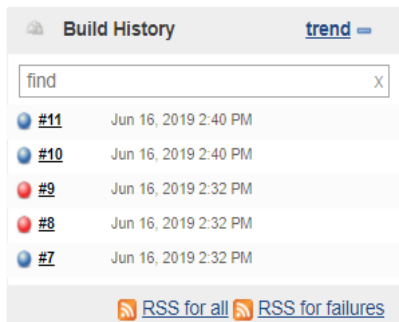 Build History trend
find X
#11 Jun 16, 2019 2:40 PM
#10 Jun 16, 2019 2:40 PM
#9 Jun 16, 2019 2:32 PM
#8 Jun 16, 2019 2:32 PM
#7 Jun 16, 2019 2:32 PM
RSS for all RSS for failures